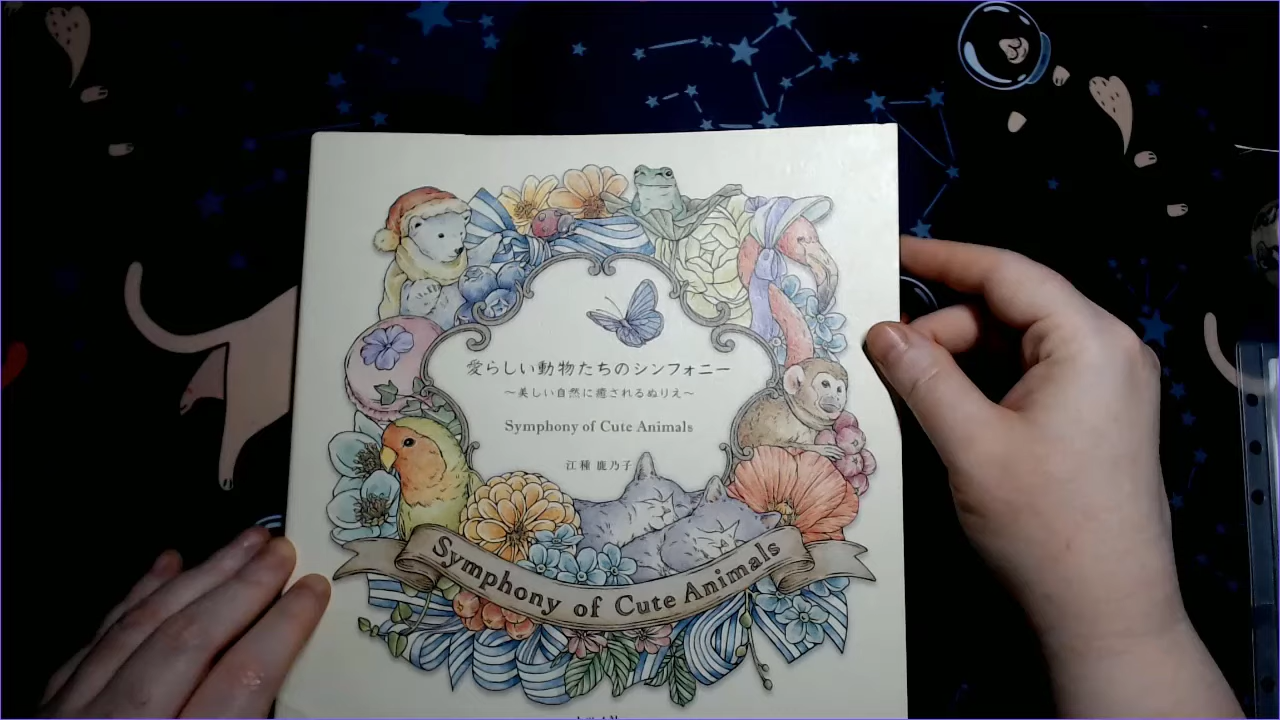 愛らしい動物たちのシンフォニー
〜美しい自然に癒されるぬりえ〜
Symphony of Cute Animals
江種 鹿乃子
Symphony of Cute Animals